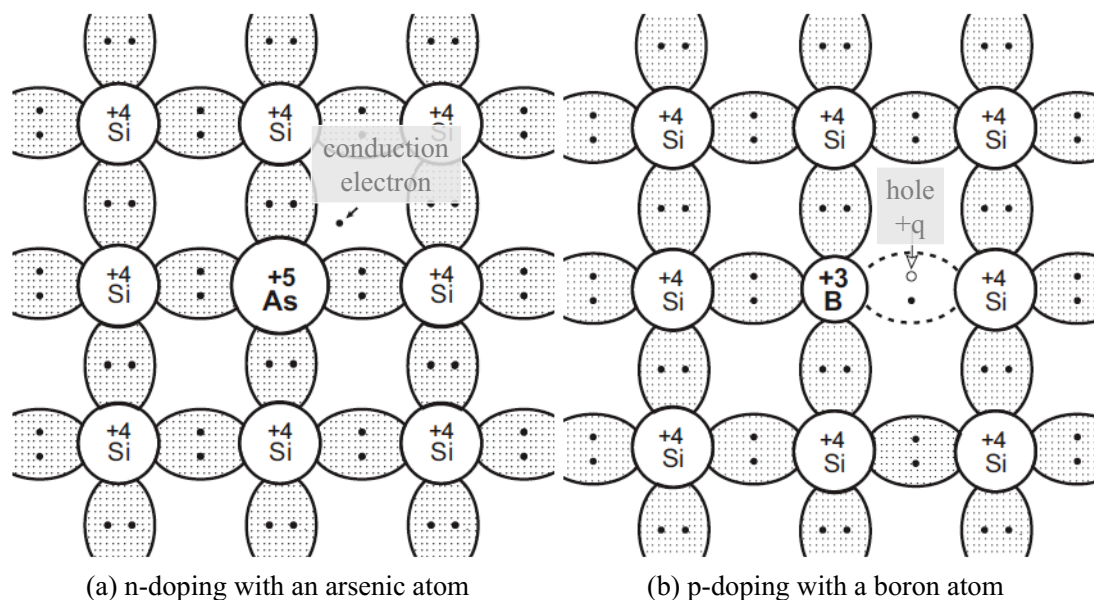 +4 +4 +4
Si Si Si
conduction
electron
+4 +5 +4
Si As Si
+4 +4 +4
Si Si Si
(a) n-doping with an arsenic atom
+4 +4 +4
Si Si Si
hole
+q
+4 +3 +4
Si B Si
+4 +4 +4
Si Si Si
(b) p-doping with a boron atom